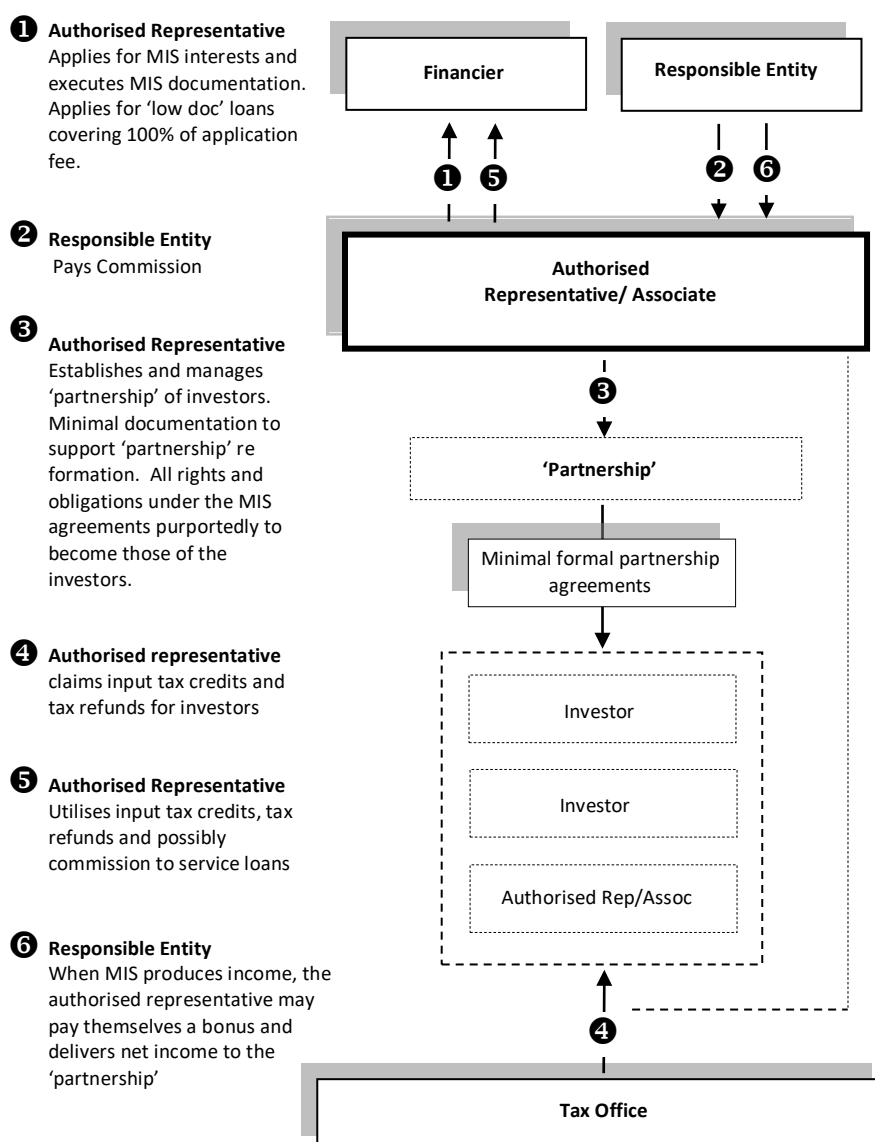 ❶ Authorised Representative
Applies for MIS interests and
executes MIS documentation.
Applies for ‘low doc’ loans
covering 100% of application
fee.
❷ Responsible Entity
Pays Commission
❸
Authorised Representative
Establishes and manages
‘partnership’ of investors.
Minimal documentation to
support ‘partnership’ re
formation. All rights and
obligations under the MIS
agreements purportedly to
become those of the
investors.
❹ Authorised representative
claims input tax credits and
tax refunds for investors
❺ Authorised Representative
Utilises input tax credits, tax
refunds and possibly
commission to service loans
❻ Responsible Entity
When MIS produces income, the
authorised representative may
pay themselves a bonus and
delivers net income to the
‘partnership’
Financier
Responsible Entity
❶ ❺
❷ ❻
Authorised
Representative/ Associate
❸
‘Partnership’
Minimal formal partnership
agreements
Investor
Investor
Authorised Rep/Assoc
❹
Tax Office